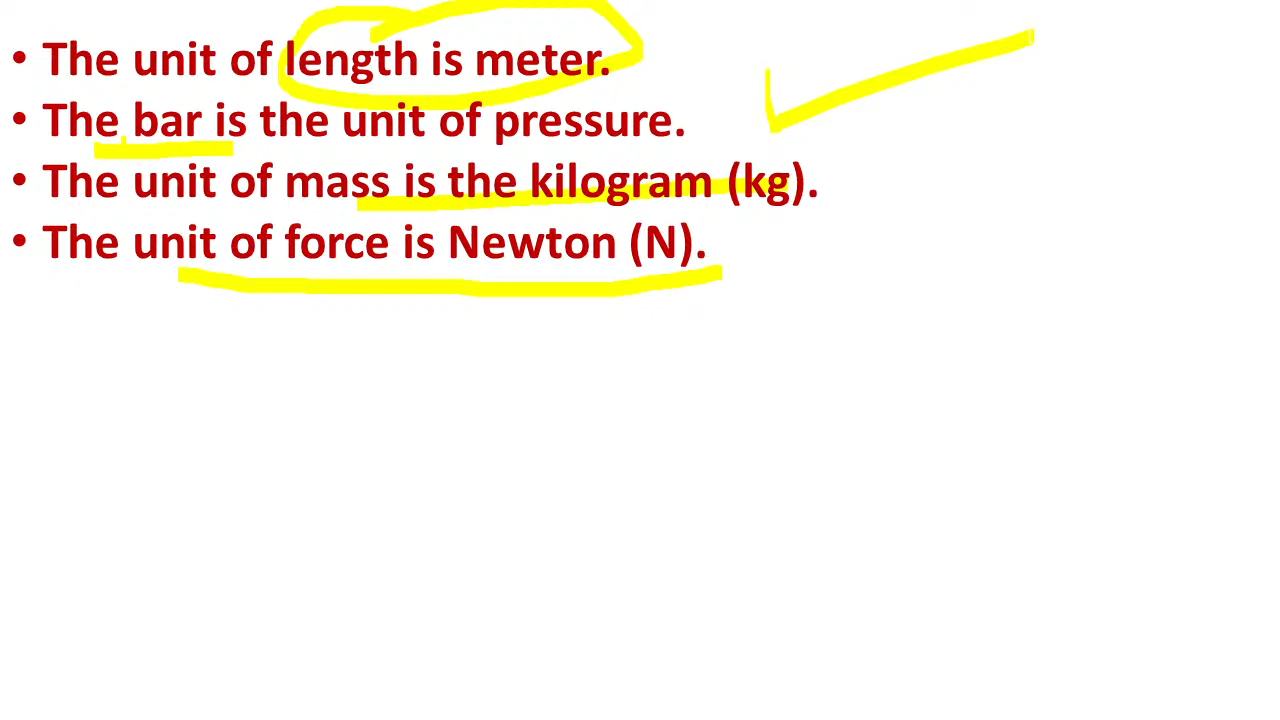 • The unit of length is meter.
• The bar is the unit of pressure.
• The unit of mass is the kilogram (kg).
• The unit of force is Newton (N).